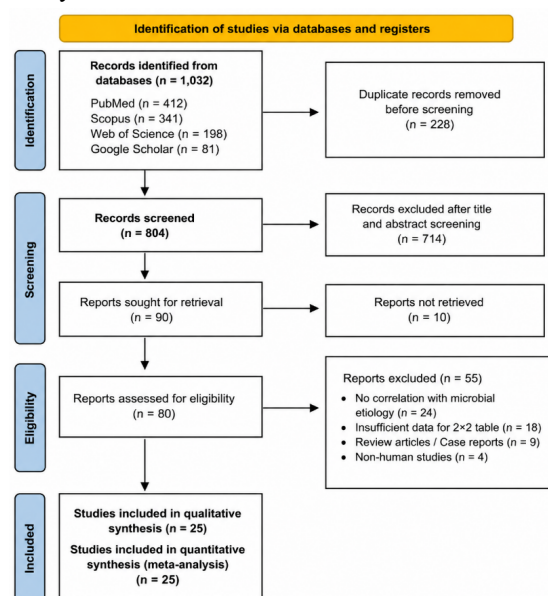 Identification of studies via databases and registers
Identification
Records identified from
databases (n = 1,032)
PubMed (n = 412)
Scopus (n = 341)
Web of Science (n = 198)
Google Scholar (n = 81)
Duplicate records removed
before screening
(n = 228)
Screening
Records screened
(n = 804)
Records excluded after title
and abstract screening
(n = 714)
Reports sought for retrieval
(n = 90)
Reports not retrieved
(n = 10)
Eligibility
Reports assessed for eligibility
(n = 80)
Reports excluded (n = 55)
• No correlation with microbial
etiology (n = 24)
• Insufficient data for 2×2 table (n = 18)
• Review articles / Case reports (n = 9)
• Non-human studies (n = 4)
Included
Studies included in qualitative
synthesis (n = 25)
Studies included in quantitative
synthesis (meta-analysis)
(n = 25)